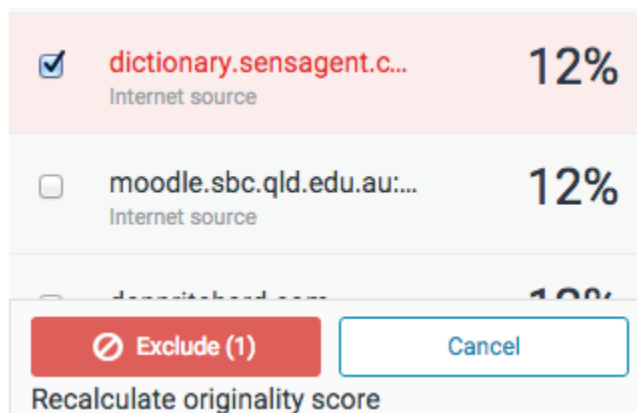 dictionary.sensagent.c... 12%
Internet source
moodle.sbc.qld.edu.au:... 12%
Internet source
Exclude (1) Cancel
Recalculate originality score